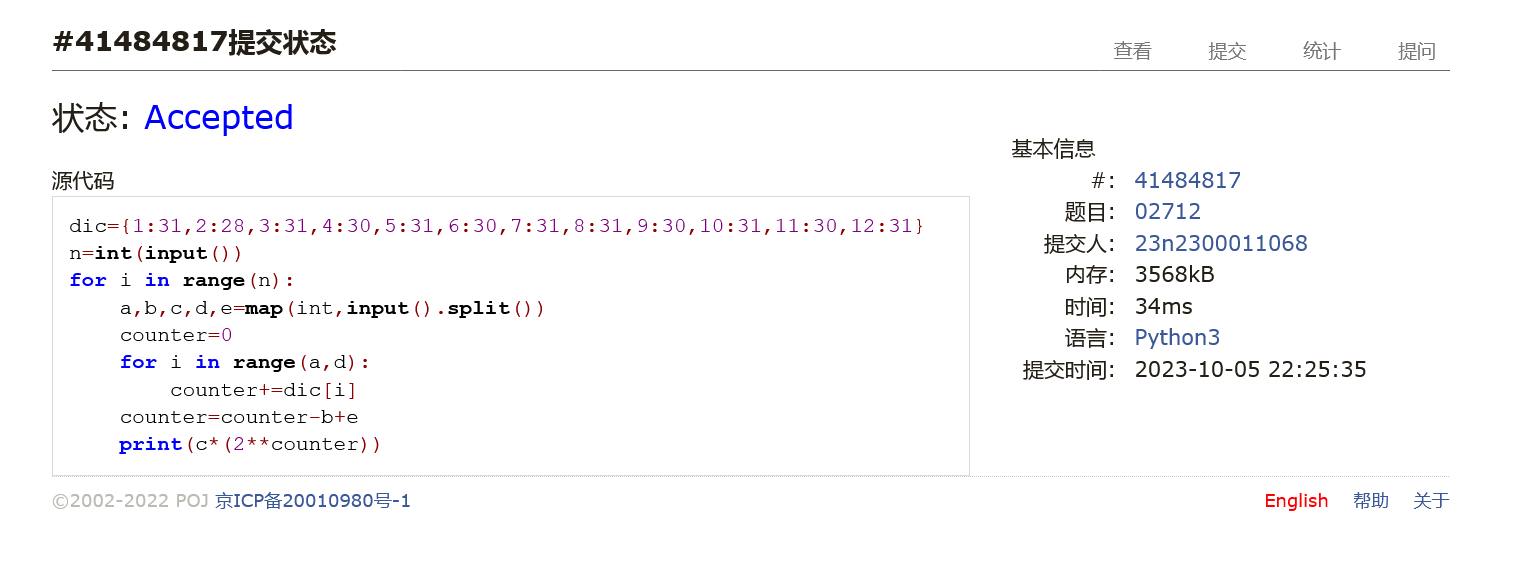 #41484817提交状态
查看 提交 统计 提问
状态: Accepted
源代码
dic={1:31,2:28,3:31,4:30,5:31,6:30,7:31,8:31,9:30,10:31,11:30,12:31}
n=int(input())
for i in range(n):
    a,b,c,d,e=map(int,input().split())
    counter=0
    for i in range(a,d):
        counter+=dic[i]
    counter=counter-b+e
    print(c*(2**counter))
基本信息
#: 41484817
题目: 02712
提交人: 23n2300011068
内存: 3568kB
时间: 34ms
语言: Python3
提交时间: 2023-10-05 22:25:35
©2002-2022 POJ 京ICP备20010980号-1
English 帮助 关于